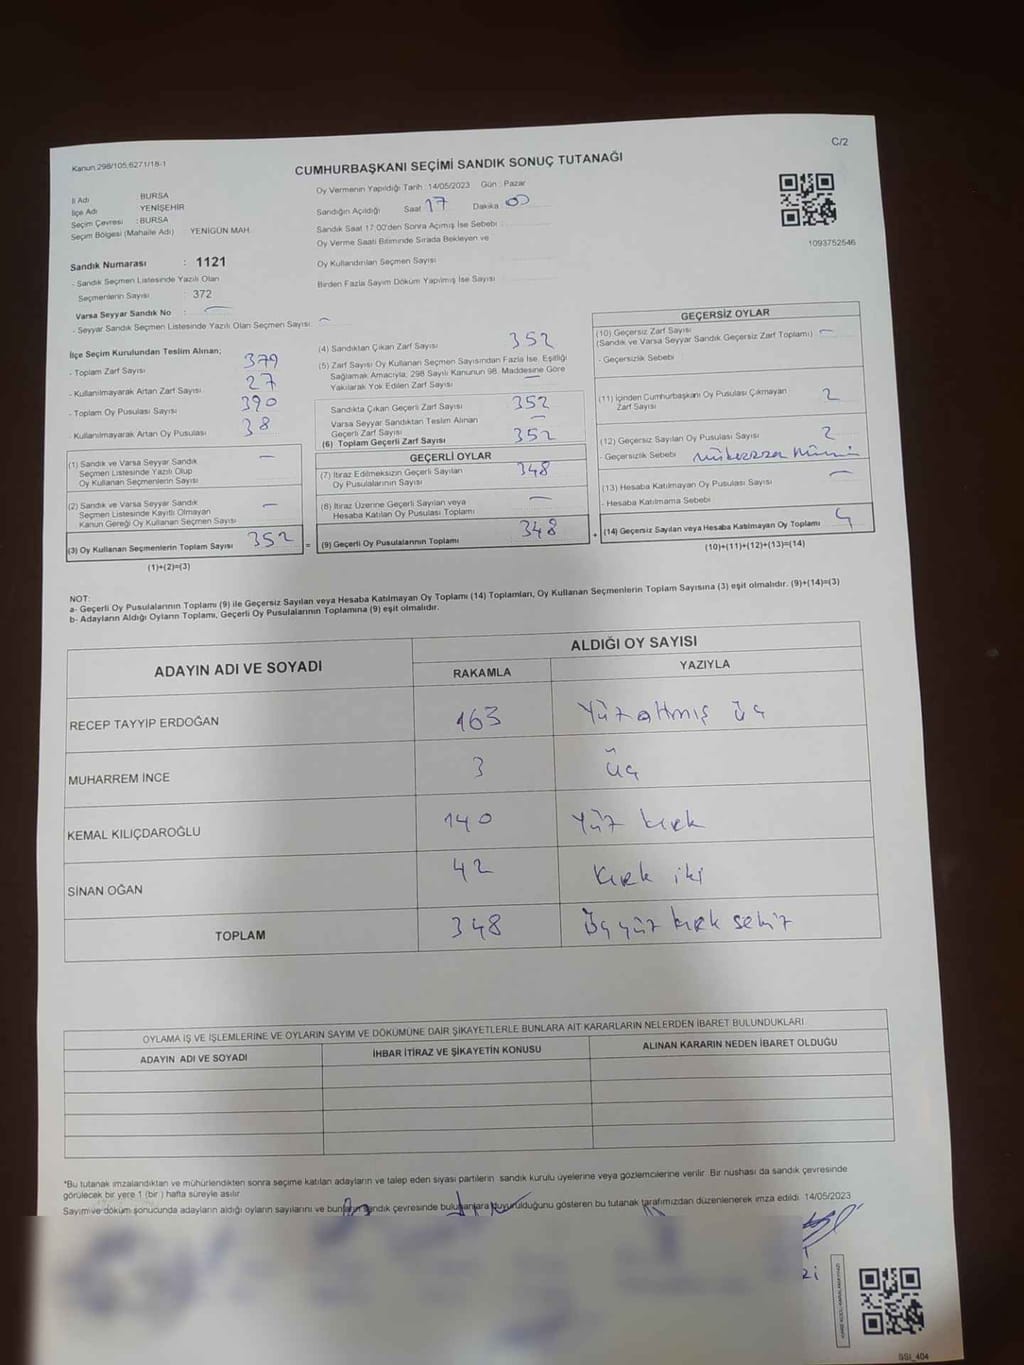 Kanun 298/105,6271/18-1
C/2
CUMHURBAŞKANI SEÇİMİ SANDIK SONUÇ TUTANAĞI
İl Adı BURSA
İlçe Adı YENİŞEHİR
Seçim Çevresi : BURSA
Seçim Bölgesi (Mahalle Adı) YENİGÜN MAH.
Oy Vermenin Yapıldığı Tarih : 14/05/2023 Gün : Pazar
Sandığın Açıldığı Saat 17 Dakika 00
Sandık Saat 17:00'den Sonra Açılmış İse Sebebi
Oy Verme Saati Bitiminde Sırada Bekleyen ve
Oy Kullandırılan Seçmen Sayısı
Birden Fazla Sayım Döküm Yapılmış İse Sayısı
1093752546
Sandık Numarası : 1121
- Sandık Seçmen Listesinde Yazılı Olan
Seçmenlerin Sayısı : 372
Varsa Seyyar Sandık No : -
- Seyyar Sandık Seçmen Listesinde Yazılı Olan Seçmen Sayısı: -
İlçe Seçim Kurulundan Teslim Alınan;
- Toplam Zarf Sayısı 379
- Kullanılmayarak Artan Zarf Sayısı 27
- Toplam Oy Pusulası Sayısı 390
- Kullanılmayarak Artan Oy Pusulası 38
(1) Sandık ve Varsa Seyyar Sandık
Seçmen Listesinde Yazılı Olup
Oy Kullanan Seçmenlerin Sayısı -
(2) Sandık ve Varsa Seyyar Sandık
Seçmen Listesinde Kayıtlı Olmayan
Kanun Gereği Oy Kullanan Seçmen Sayısı -
(3) Oy Kullanan Seçmenlerin Toplam Sayısı 352
(1)+(2)=(3)
(4) Sandıktan Çıkan Zarf Sayısı 352
(5) Zarf Sayısı Oy Kullanan Seçmen Sayısından Fazla İse, Eşitliği
Sağlamak Amacıyla; 298 Sayılı Kanunun 98. Maddesine Göre
Yakılarak Yok Edilen Zarf Sayısı -
Sandıkta Çıkan Geçerli Zarf Sayısı 352
Varsa Seyyar Sandıktan Teslim Alınan
Geçerli Zarf Sayısı -
(6) Toplam Geçerli Zarf Sayısı 352
GEÇERLİ OYLAR
(7) İtiraz Edilmeksizin Geçerli Sayılan
Oy Pusulalarının Sayısı 348
(8) İtiraz Üzerine Geçerli Sayılan veya
Hesaba Katılan Oy Pusulası Toplamı -
= (9) Geçerli Oy Pusulalarının Toplamı 348
GEÇERSİZ OYLAR
(10) Geçersiz Zarf Sayısı
(Sandık ve Varsa Seyyar Sandık Geçersiz Zarf Toplamı) -
- Geçersizlik Sebebi
(11) İçinden Cumhurbaşkanı Oy Pusulası Çıkmayan
Zarf Sayısı 2
(12) Geçersiz Sayılan Oy Pusulası Sayısı 2
- Geçersizlik Sebebi
(13) Hesaba Katılmayan Oy Pusulası Sayısı -
- Hesaba Katılmama Sebebi
+ (14) Geçersiz Sayılan veya Hesaba Katılmayan Oy Toplamı 4
(10)+(11)+(12)+(13)=(14)
NOT:
a- Geçerli Oy Pusulalarının Toplamı (9) ile Geçersiz Sayılan veya Hesaba Katılmayan Oy Toplamı (14) Toplamları, Oy Kullanan Seçmenlerin Toplam Sayısına (3) eşit olmalıdır. (9)+(14)=(3)
b- Adayların Aldığı Oyların Toplamı, Geçerli Oy Pusulalarının Toplamına (9) eşit olmalıdır.
ADAYIN ADI VE SOYADI
ALDIĞI OY SAYISI
RAKAMLA YAZIYLA
RECEP TAYYİP ERDOĞAN 163 Yüzaltmış üç
MUHARREM İNCE 3 üç
KEMAL KILIÇDAROĞLU 140 Yüz kırk
SİNAN OĞAN 42 kırk iki
TOPLAM 348 Üçyüz kırk sekiz
OYLAMA İŞ VE İŞLEMLERİNE VE OYLARIN SAYIM VE DÖKÜMÜNE DAİR ŞİKAYETLERLE BUNLARA AİT KARARLARIN NELERDEN İBARET BULUNDUKLARI
ADAYIN ADI VE SOYADI İHBAR İTİRAZ VE ŞİKAYETİN KONUSU ALINAN KARARIN NEDEN İBARET OLDUĞU
*Bu tutanak imzalandıktan ve mühürlendikten sonra seçime katılan adayların ve talep eden siyasi partilerin sandık kurulu üyelerine veya gözlemcilerine verilir. Bir nüshası da sandık çevresinde
görülecek bir yere 1 (bir) hafta süreyle asılır.
Sayım ve döküm sonucunda adayların aldığı oyların sayılarını ve bunların sandık çevresinde bulunanlara duyurulduğunu gösteren bu tutanak tarafımızdan düzenlenerek imza edildi. 14/05/2023
SSI_404